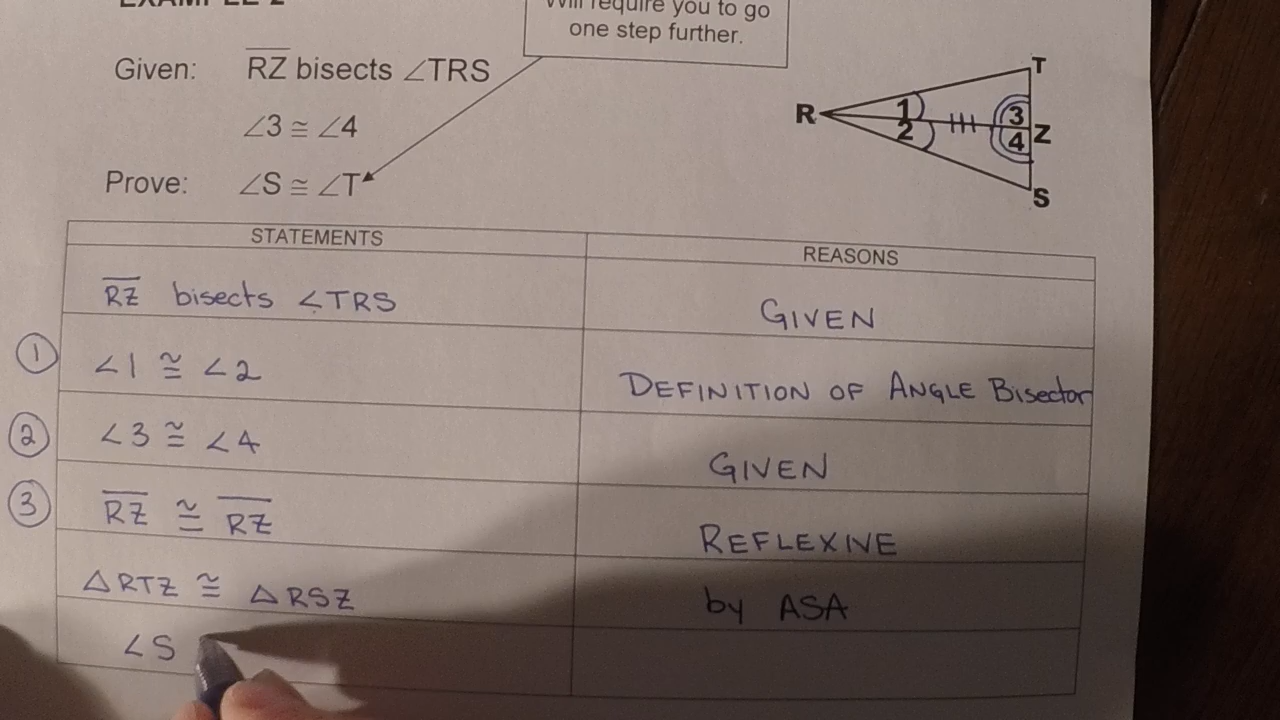 EXAMPLE 2
Will require you to go
one step further.
Given: RZ bisects ∠TRS
∠3 ≅ ∠4
Prove: ∠S ≅ ∠T
T
R 1 3
2 4 Z
S
STATEMENTS REASONS
RZ bisects ∠TRS GIVEN
1 ∠1 ≅ ∠2 DEFINITION OF ANGLE Bisector
2 ∠3 ≅ ∠4 GIVEN
3 RZ ≅ RZ REFLEXIVE
△RTZ ≅ △RSZ by ASA
∠S